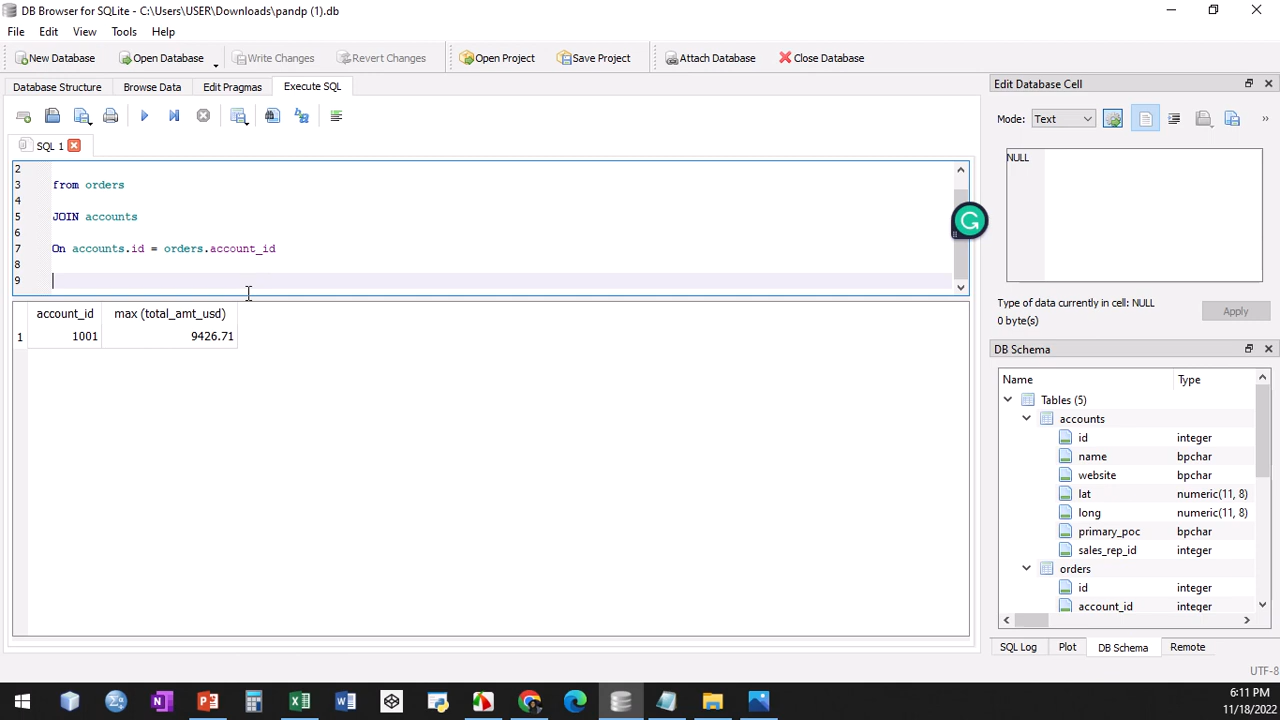 DB Browser for SQLite - C:\Users\USER\Downloads\pandp (1).db
File Edit View Tools Help
New Database Open Database Write Changes Revert Changes Open Project Save Project Attach Database Close Database
Database Structure Browse Data Edit Pragmas Execute SQL
SQL 1
2
3 from orders
4
5 JOIN accounts
6
7 On accounts.id = orders.account_id
8
9
account_id max (total_amt_usd)
1 1001 9426.71
Edit Database Cell
Mode: Text
NULL
Type of data currently in cell: NULL
0 byte(s)
Apply
DB Schema
Name Type
Tables (5)
accounts
id integer
name bpchar
website bpchar
lat numeric(11, 8)
long numeric(11, 8)
primary_poc bpchar
sales_rep_id integer
orders
id integer
account_id integer
SQL Log Plot DB Schema Remote
UTF-8
6:11 PM
11/18/2022